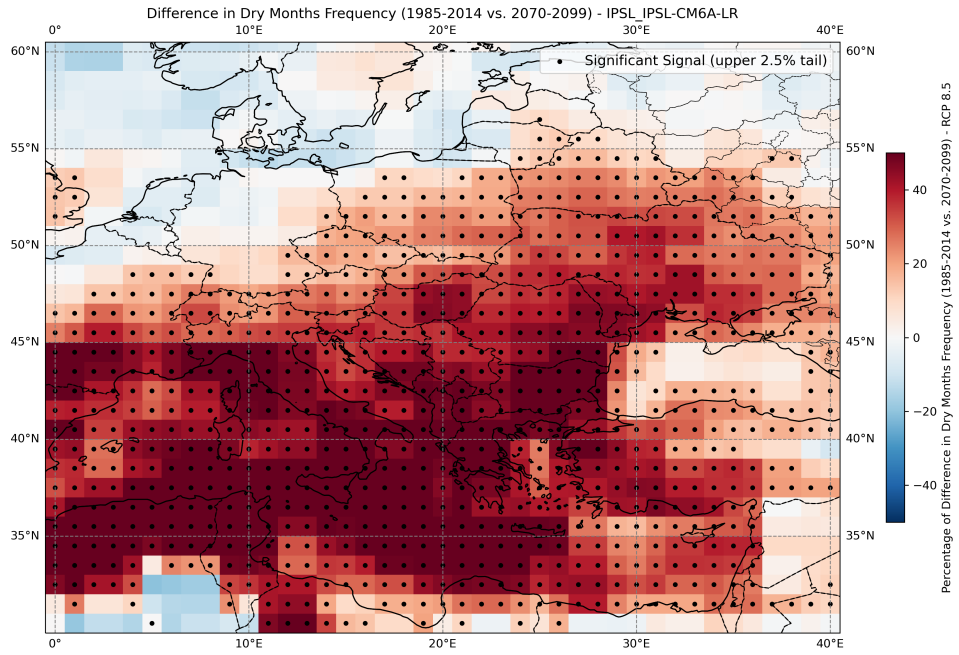 Difference in Dry Months Frequency (1985-2014 vs. 2070-2099) - IPSL_IPSL-CM6A-LR
0° 10°E 20°E 30°E 40°E
60°N 60°N
Significant Signal (upper 2.5% tail)
55°N 55°N
50°N 50°N
45°N 45°N
40°N 40°N
35°N 35°N
0° 10°E 20°E 30°E 40°E
40
20
0
−20
−40
Percentage of Difference in Dry Months Frequency (1985-2014 vs. 2070-2099) - RCP 8.5